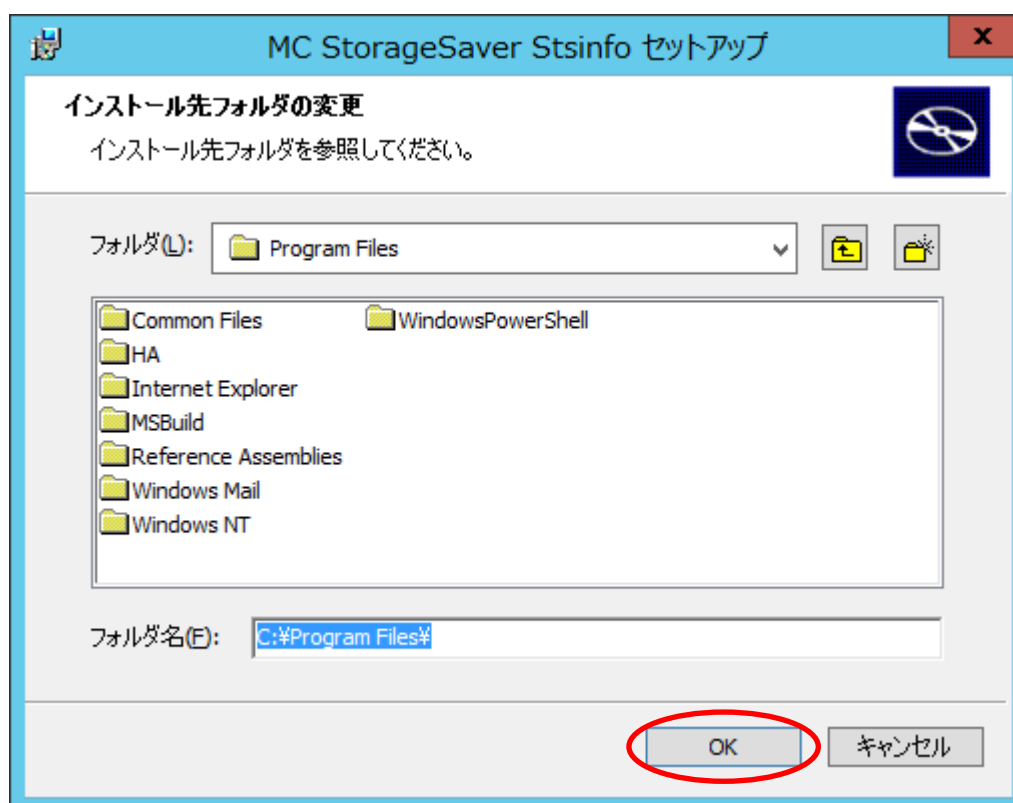 MC StorageSaver Stsinfo セットアップ
x
インストール先フォルダの変更
インストール先フォルダを参照してください。
フォルダ(L): Program Files
Common Files WindowsPowerShell
HA
Internet Explorer
MSBuild
Reference Assemblies
Windows Mail
Windows NT
フォルダ名(F): C:¥Program Files¥
OK キャンセル